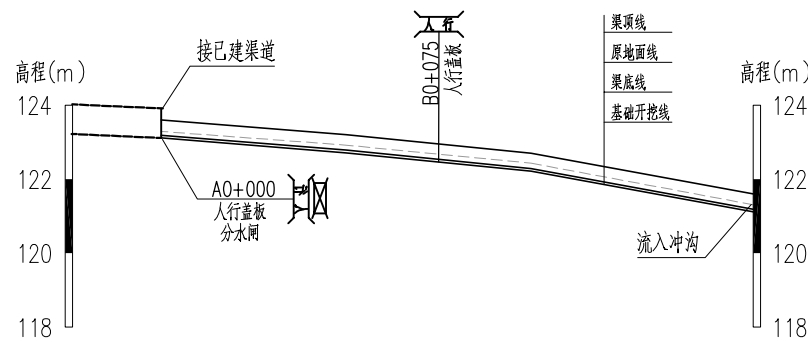 人行
渠顶线
原地面线
渠底线
基础开挖线
B0+075
人行盖板
接已建渠道
高程(m)
124
122
120
118
A0+000
人行盖板
分水闸
人行
流入冲沟
高程(m)
124
122
120
118